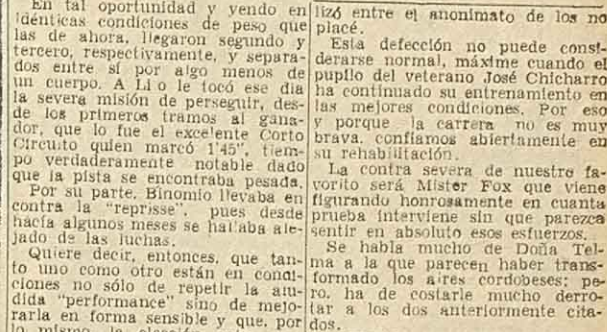 En tal oportunidad y yendo en
idénticas condiciones de peso que
las de ahora, llegaron segundo y
tercero, respectivamente, y separa-
dos entre sí por algo menos de
un cuerpo. A Li o le tocó ese día
la severa misión de perseguir, des-
de los primeros tramos al gana-
dor, que lo fue el excelente Corto
Circuito quien marcó 1'45", tiem-
po verdaderamente notable dado
que la pista se encontraba pesada.
Por su parte, Binomio llevaba en
contra la "reprisse", pues desde
hacía algunos meses se hallaba ale-
jado de las luchas.
Quiere decir, entonces, que tan-
to uno como otro están en condi-
ciones no sólo de repetir la alu-
dida "performance" sino de mejo-
rarla en forma sensible y que, por
lo mismo, la
lizó entre el anonimato de los no
placé.
Esta defección no puede consi-
derarse normal, máxime cuando el
pupilo del veterano José Chicharro
ha continuado su entrenamiento en
las mejores condiciones. Por eso
y porque la carrera no es muy
brava, confiamos abiertamente en
su rehabilitación.
La contra severa de nuestro fa-
vorito será Mister Fox que viene
figurando honrosamente en cuanta
prueba interviene sin que parezca
sentir en absoluto esos esfuerzos.
Se habla mucho de Doña Tel-
ma a la que parecen haber trans-
formado los aires cordobeses; pe-
ro, ha de costarle mucho derro-
tar a los dos anteriormente cita-
dos.